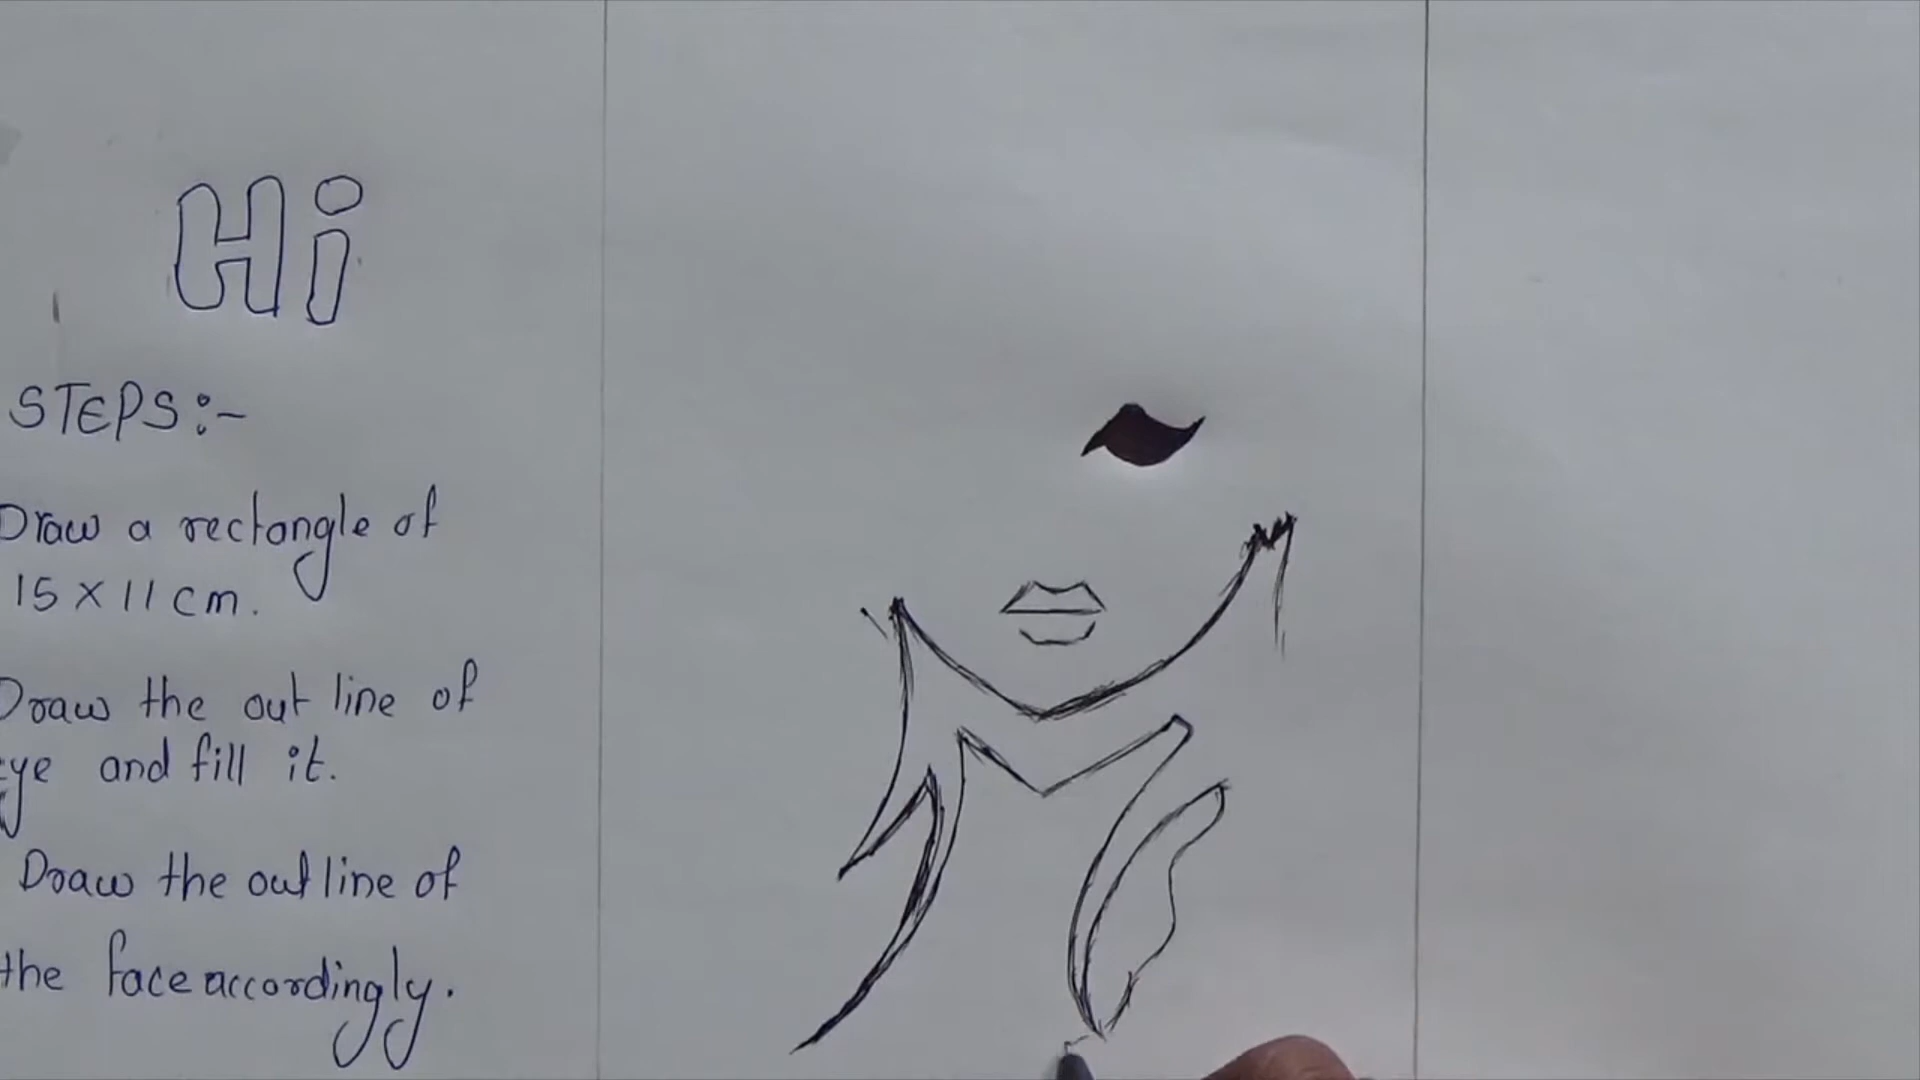 Hi
STEPS:-
Draw a rectangle of
15 x 11 cm.
Draw the out line of
eye and fill it.
Draw the out line of
the face accordingly.